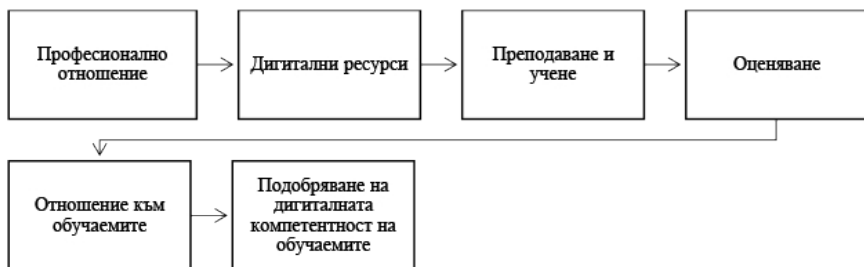 Професионално
отношение
Дигитални ресурси
Преподаване и
учене
Оценяване
Отношение към
обучаемите
Подобряване на
дигиталната
компетентност на
обучаемите